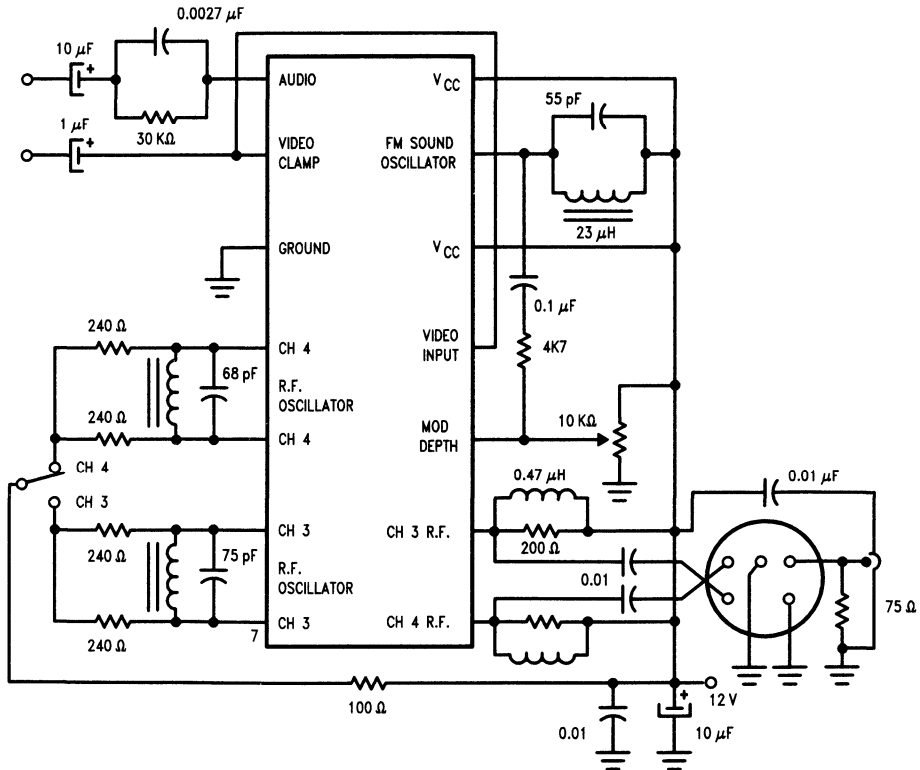 0.0027 µF
10 µF
+
30 KΩ
1 µF
+
AUDIO
VIDEO
CLAMP
GROUND
CH 4
R.F.
OSCILLATOR
CH 4
CH 3
R.F.
OSCILLATOR
CH 3
7
VCC
FM SOUND
OSCILLATOR
VCC
VIDEO
INPUT
MOD
DEPTH
CH 3 R.F.
CH 4 R.F.
55 pF
23 µH
0.1 µF
4K7
10 KΩ
240 Ω
68 pF
240 Ω
CH 4
CH 3
240 Ω
75 pF
240 Ω
0.47 µH
200 Ω
0.01
0.01 µF
75 Ω
100 Ω
12 V
+
0.01
10 µF